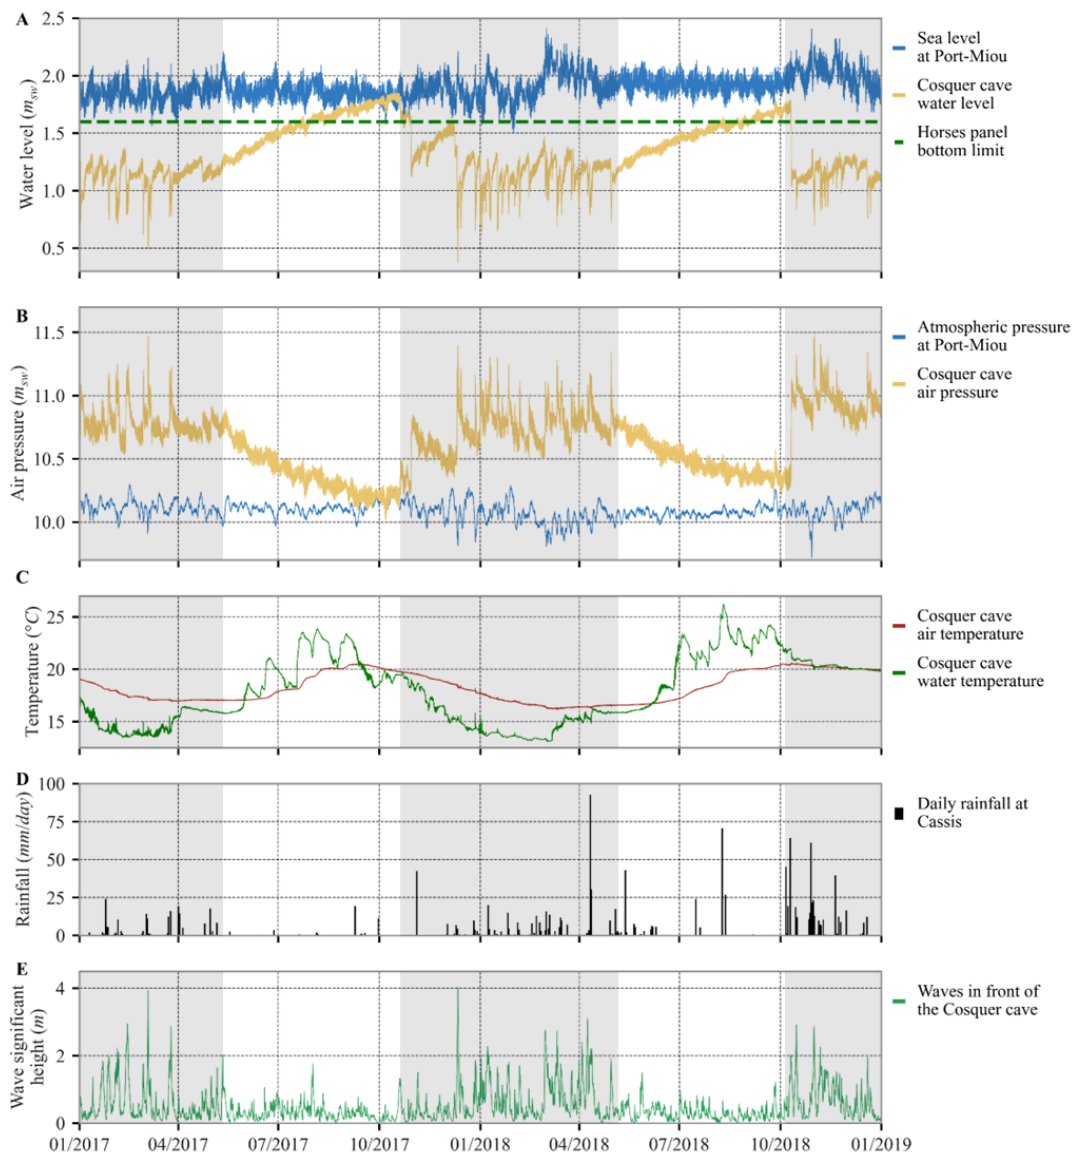 A
2.5
2.0
1.5
1.0
0.5
Water level (m_sw)
Sea level
at Port-Miou
Cosquer cave
water level
Horses panel
bottom limit
B
11.5
11.0
10.5
10.0
Air pressure (m_sw)
Atmospheric pressure
at Port-Miou
Cosquer cave
air pressure
C
25
20
15
Temperature (°C)
Cosquer cave
air temperature
Cosquer cave
water temperature
D
100
75
50
25
0
Rainfall (mm/day)
Daily rainfall at
Cassis
E
4
2
0
Wave significant
height (m)
Waves in front of
the Cosquer cave
01/2017 04/2017 07/2017 10/2017 01/2018 04/2018 07/2018 10/2018 01/2019